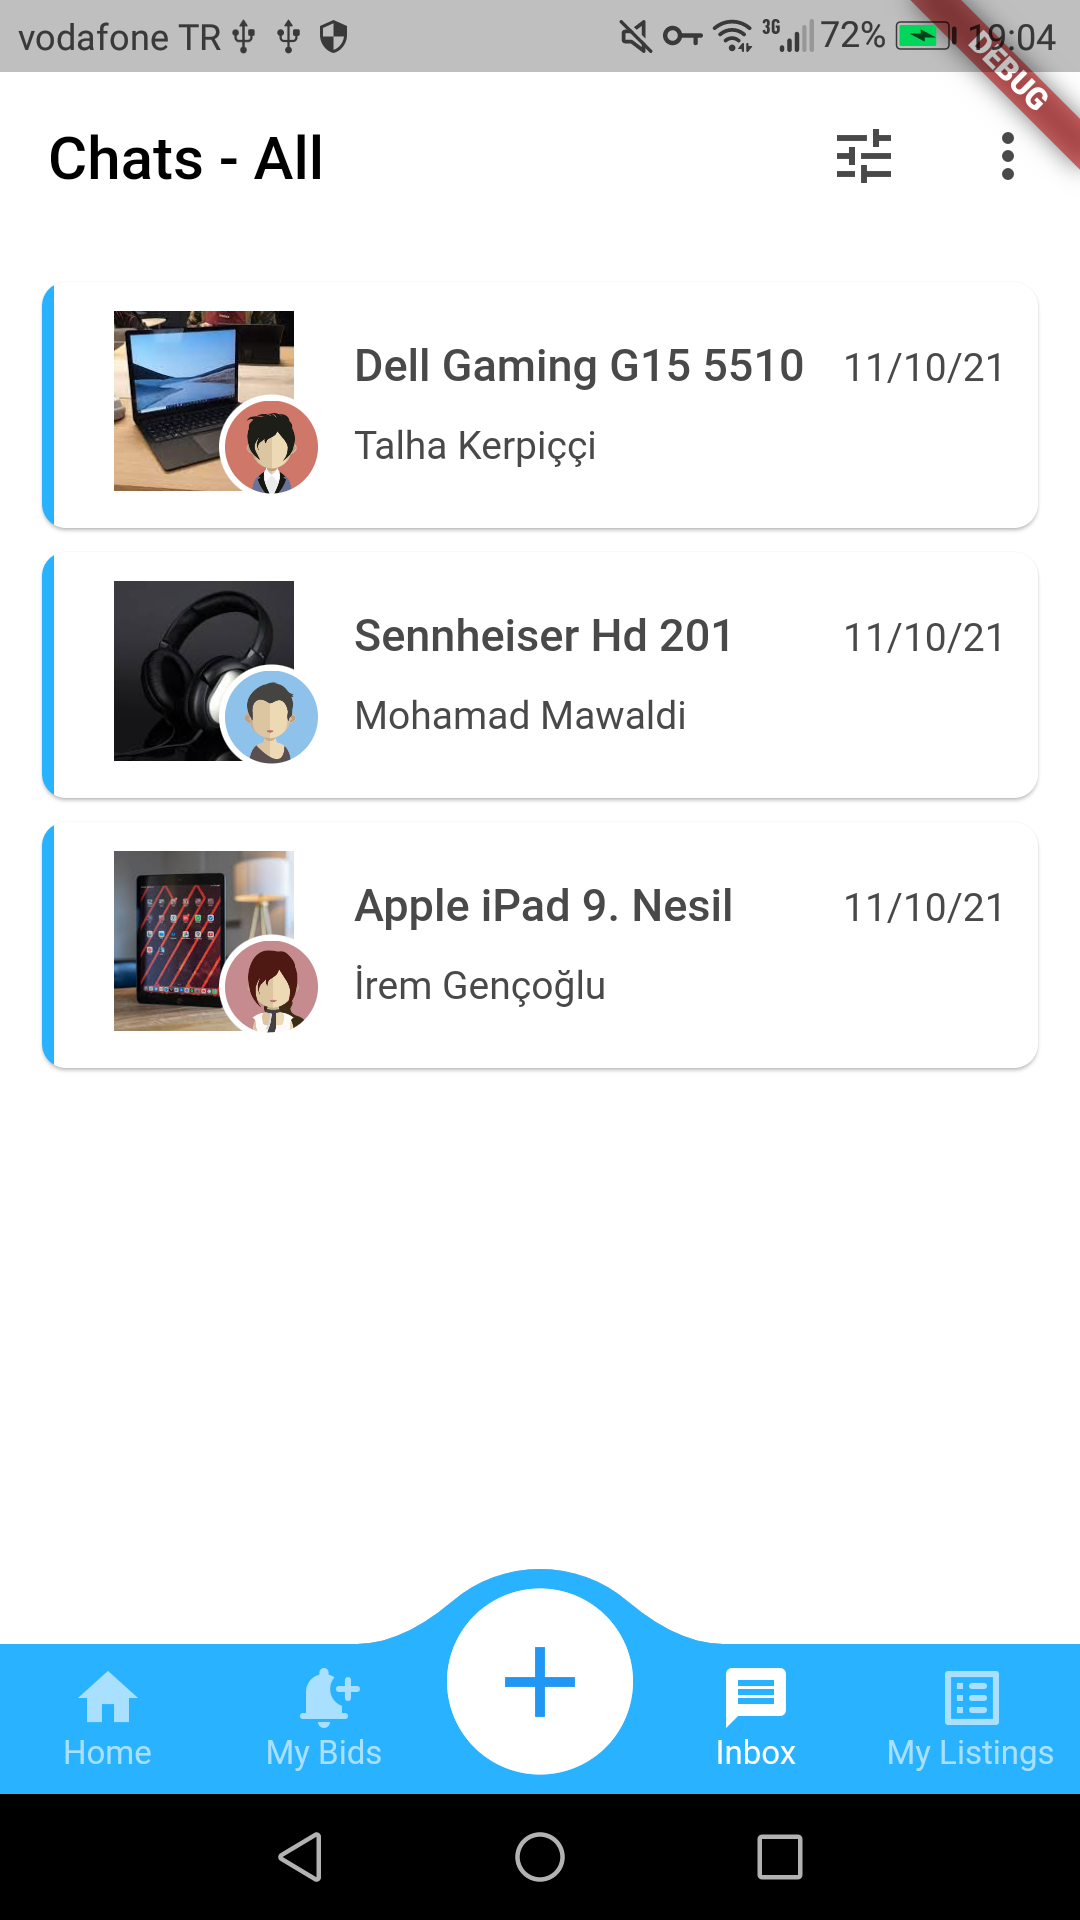 vodafone TR 3G 72% 19:04
DEBUG
Chats - All
Dell Gaming G15 5510 11/10/21
Talha Kerpiççi
Sennheiser Hd 201 11/10/21
Mohamad Mawaldi
Apple iPad 9. Nesil 11/10/21
İrem Gençoğlu
Home My Bids Inbox My Listings